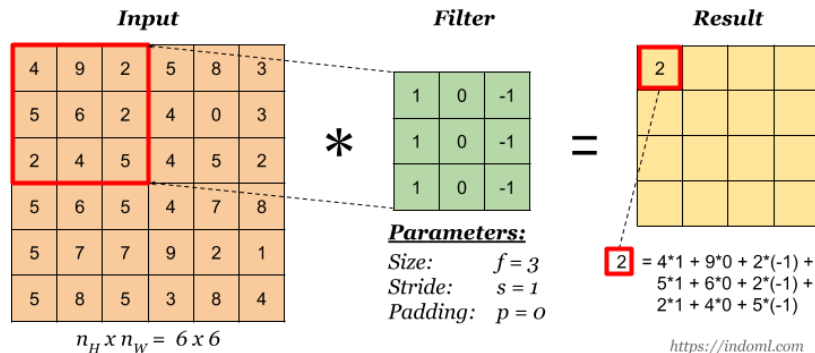 Input Filter Result
4 9 2 5 8 3
5 6 2 4 0 3
2 4 5 4 5 2
5 6 5 4 7 8
5 7 7 9 2 1
5 8 5 3 8 4
n_H x n_W = 6 x 6
*
1 0 -1
1 0 -1
1 0 -1
Parameters:
Size: f = 3
Stride: s = 1
Padding: p = 0
=
2
2 = 4*1 + 9*0 + 2*(-1) +
5*1 + 6*0 + 2*(-1) +
2*1 + 4*0 + 5*(-1)
https://indoml.com